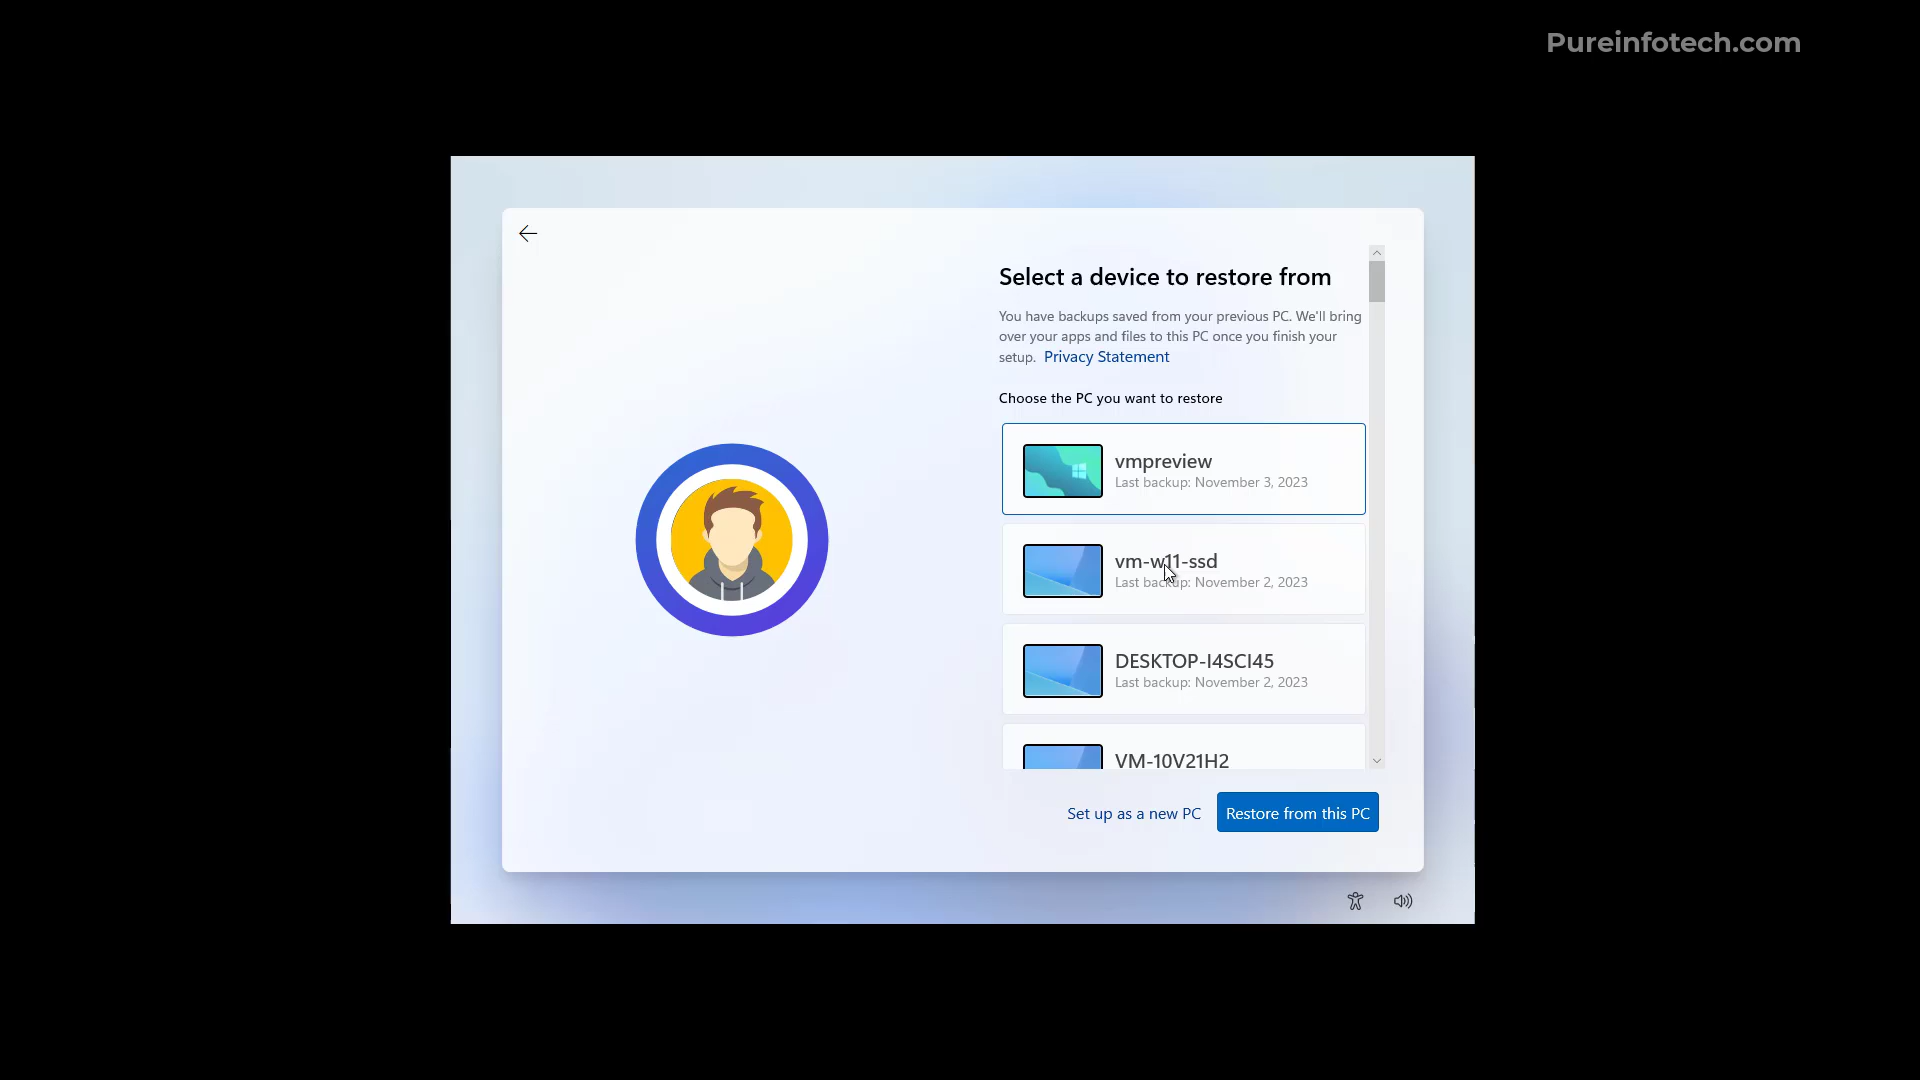 Pureinfotech.com
Select a device to restore from
You have backups saved from your previous PC. We'll bring
over your apps and files to this PC once you finish your
setup. Privacy Statement
Choose the PC you want to restore
vmpreview
Last backup: November 3, 2023
vm-w11-ssd
Last backup: November 2, 2023
DESKTOP-I4SCI45
Last backup: November 2, 2023
VM-10V21H2
Set up as a new PC
Restore from this PC